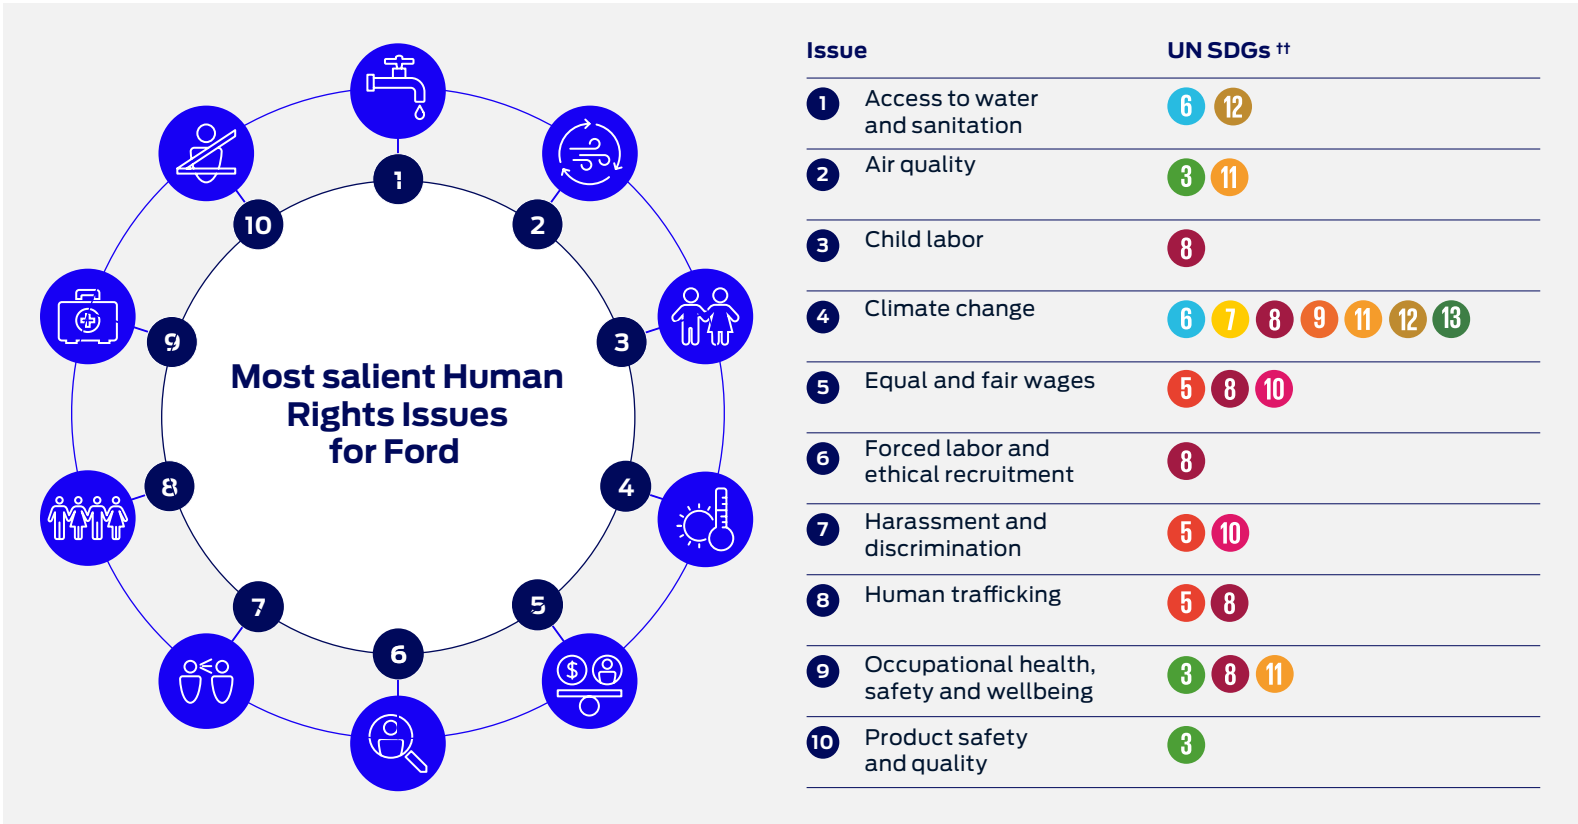 1
2
3
4
5
6
7
8
9
10
$
Most salient Human
Rights Issues
for Ford
Issue UN SDGs ††
1 Access to water
and sanitation
6 12
2 Air quality
3 11
3 Child labor
8
4 Climate change
6 7 8 9 11 12 13
5 Equal and fair wages
5 8 10
6 Forced labor and
ethical recruitment
8
7 Harassment and
discrimination
5 10
8 Human trafficking
5 8
9 Occupational health,
safety and wellbeing
3 8 11
10 Product safety
and quality
3